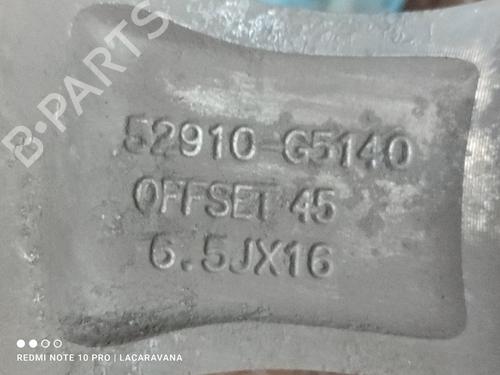 B-PARTS
52910-G5140
OFFSET 45
6.5JX16
REDMI NOTE 10 PRO | LACARAVANA